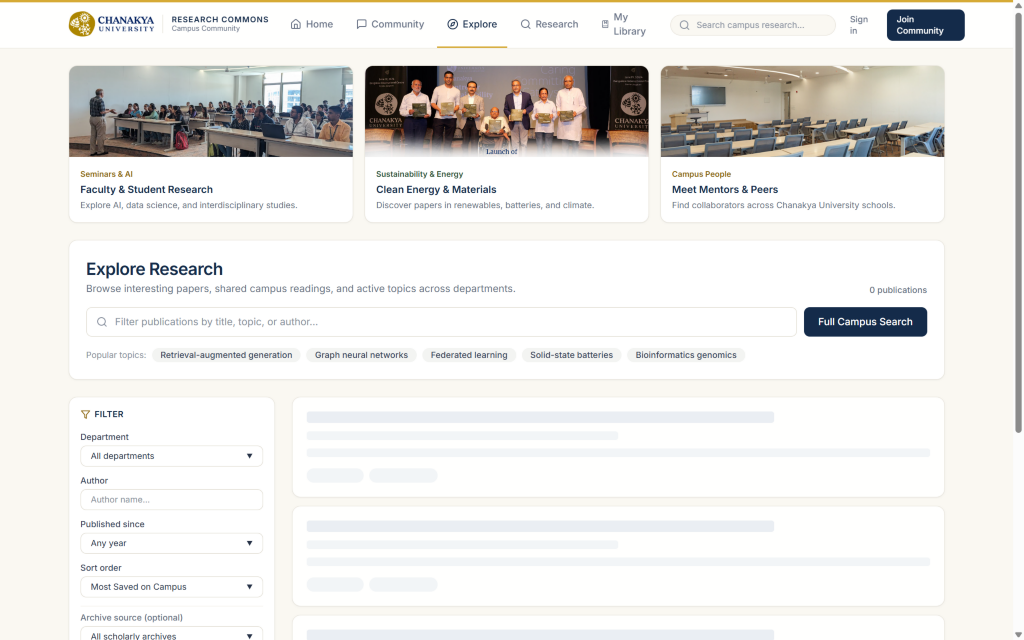 CHANAKYA
UNIVERSITY
RESEARCH COMMONS
Campus Community
Home
Community
Explore
Research
My
Library
Search campus research...
Sign
in
Join
Community
CHANAKYA
UNIVERSITY
CHANAKYA
UNIVERSITY
Launch of
Seminars & AI
Faculty & Student Research
Explore AI, data science, and interdisciplinary studies.
Sustainability & Energy
Clean Energy & Materials
Discover papers in renewables, batteries, and climate.
Campus People
Meet Mentors & Peers
Find collaborators across Chanakya University schools.
Explore Research
Browse interesting papers, shared campus readings, and active topics across departments.
0 publications
Filter publications by title, topic, or author...
Full Campus Search
Popular topics:
Retrieval-augmented generation
Graph neural networks
Federated learning
Solid-state batteries
Bioinformatics genomics
FILTER
Department
All departments
Author
Author name...
Published since
Any year
Sort order
Most Saved on Campus
Archive source (optional)
All scholarly archives